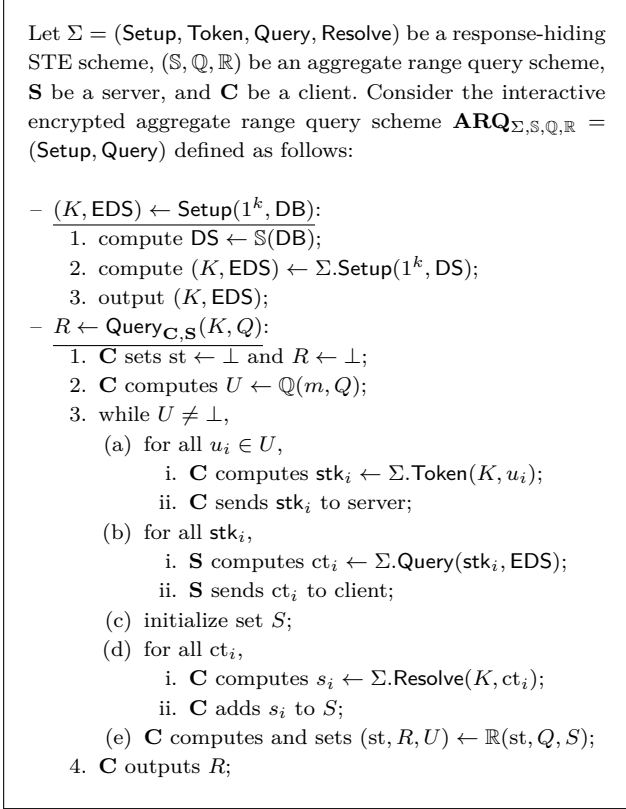 Let Σ = (Setup, Token, Query, Resolve) be a response-hiding
STE scheme, (𝕊, ℚ, ℝ) be an aggregate range query scheme,
S be a server, and C be a client. Consider the interactive
encrypted aggregate range query scheme ARQ_{Σ,𝕊,ℚ,ℝ} =
(Setup, Query) defined as follows:
– (K, EDS) ← Setup(1^k, DB):
1. compute DS ← 𝕊(DB);
2. compute (K, EDS) ← Σ.Setup(1^k, DS);
3. output (K, EDS);
– R ← Query_{C,S}(K, Q):
1. C sets st ← ⊥ and R ← ⊥;
2. C computes U ← ℚ(m, Q);
3. while U ≠ ⊥,
(a) for all u_i ∈ U,
i. C computes stk_i ← Σ.Token(K, u_i);
ii. C sends stk_i to server;
(b) for all stk_i,
i. S computes ct_i ← Σ.Query(stk_i, EDS);
ii. S sends ct_i to client;
(c) initialize set S;
(d) for all ct_i,
i. C computes s_i ← Σ.Resolve(K, ct_i);
ii. C adds s_i to S;
(e) C computes and sets (st, R, U) ← ℝ(st, Q, S);
4. C outputs R;